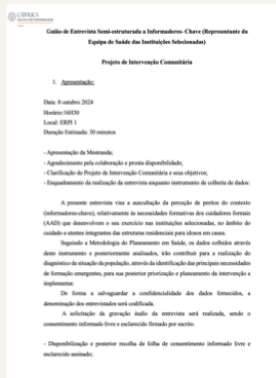 CATÓLICA
Guião de Entrevista Semi-estruturada a Informadores- Chave (Representante da
Equipa de Saúde das Instituições Selecionadas)
Projeto de Intervenção Comunitária
1. Apresentação:
Data: 8 outubro 2024
Horário:16H30
Local: ERPI 1
Duração Estimada: 30 minutos
- Apresentação da Mestranda;
- Agradecimento pela colaboração e pronta disponibilidade;
- Clarificação do Projeto de Intervenção Comunitária e seus objetivos;
- Enquadramento da realização da entrevista enquanto instrumento de colheita de dados:
A presente entrevista visa a auscultação da perceção de peritos do contexto
(informadores-chave), relativamente às necessidades formativas dos cuidadores formais
(AAD) que desenvolvem o seu exercício nas instituições selecionadas, no âmbito do
cuidado a utentes integrados das estruturas residenciais para idosos em causa.
Seguindo a Metodologia do Planeamento em Saúde, os dados colhidos através
deste instrumento e posteriormente analisados, irão contribuir para a realização do
diagnóstico de situação da população, através da identificação das principais necessidades
de formação emergentes, para sua posterior priorização e planeamento da intervenção a
implementar.
De forma a salvaguardar a confidencialidade dos dados fornecidos, a
denominação dos entrevistados será codificada.
A solicitação da gravação áudio da entrevista será realizada, sendo o
consentimento informado livre e esclarecido firmado por escrito.
- Disponibilização e posterior recolha de folha de consentimento informado livre e
esclarecido assinado;